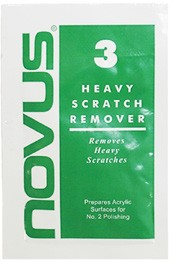 NOVUS®
3
HEAVY
SCRATCH
REMOVER
Removes
Heavy
Scratches
Prepares Acrylic
Surfaces for
No. 2 Polishing